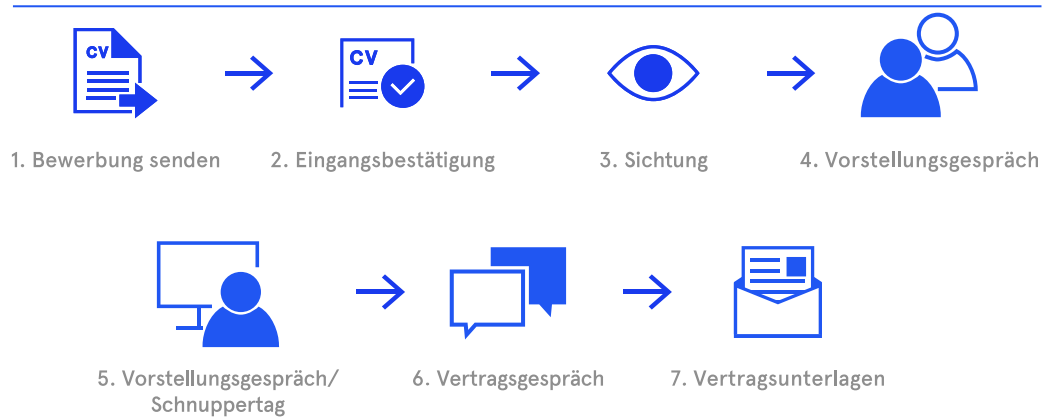 CV
CV
1. Bewerbung senden
2. Eingangsbestätigung
3. Sichtung
4. Vorstellungsgespräch
5. Vorstellungsgespräch/
Schnuppertag
6. Vertragsgespräch
7. Vertragsunterlagen